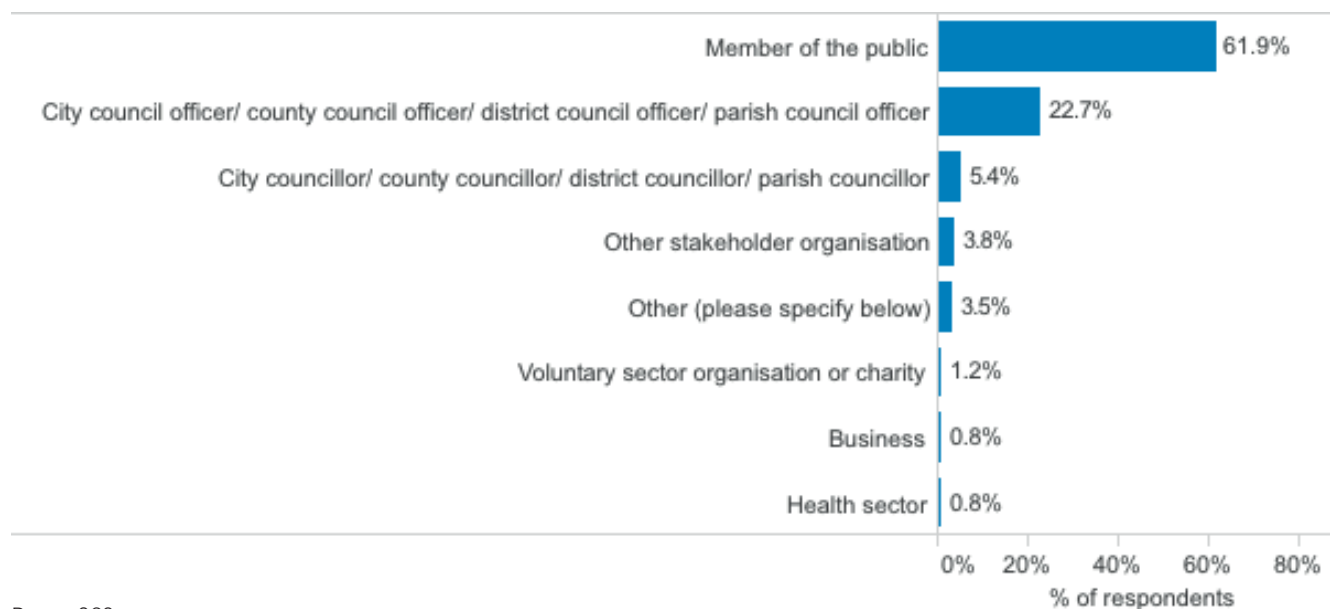 Member of the public 61.9%
City council officer/ county council officer/ district council officer/ parish council officer 22.7%
City councillor/ county councillor/ district councillor/ parish councillor 5.4%
Other stakeholder organisation 3.8%
Other (please specify below) 3.5%
Voluntary sector organisation or charity 1.2%
Business 0.8%
Health sector 0.8%
0% 20% 40% 60% 80%
% of respondents